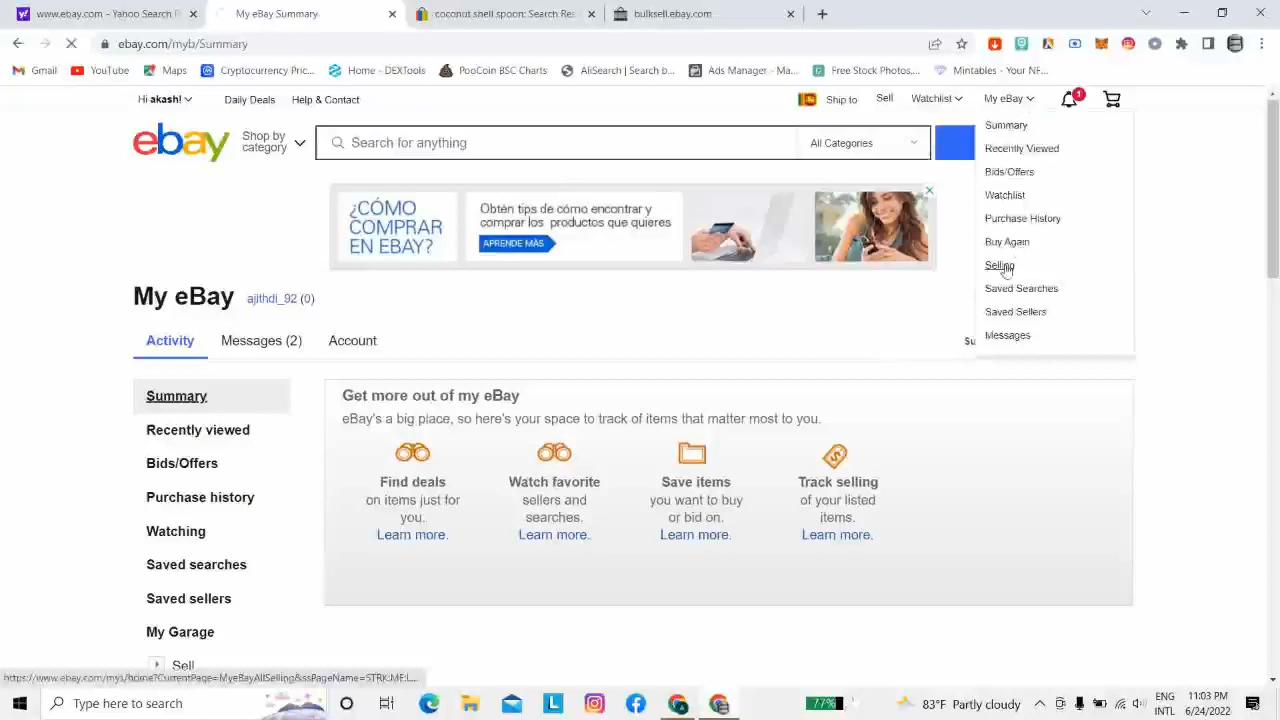 www.ebay.com - Yahoo Search R
My eBay Summary
coconut shell spoon: Search Res
bulksell.ebay.com
ebay.com/myb/Summary
Gmail
YouTube
Maps
Cryptocurrency Pric...
Home - DEXTools
PooCoin BSC Charts
AliSearch | Search b...
Ads Manager - Ma...
Free Stock Photos,...
Mintables - Your NF...
Hi akash!
Daily Deals
Help & Contact
Ship to
Sell
Watchlist
My eBay
1
ebay
Shop by
category
Search for anything
All Categories
Summary
Recently Viewed
Bids/Offers
Watchlist
Purchase History
Buy Again
Selling
Saved Searches
Saved Sellers
Messages
¿CÓMO
COMPRAR
EN EBAY?
Obtén tips de cómo encontrar y
comprar los productos que quieres
APRENDE MÁS
My eBay
ajithdi_92 (0)
Activity
Messages (2)
Account
Su
Summary
Recently viewed
Bids/Offers
Purchase history
Watching
Saved searches
Saved sellers
My Garage
Sell
Get more out of my eBay
eBay's a big place, so here's your space to track of items that matter most to you.
Find deals
on items just for
you.
Learn more.
Watch favorite
sellers and
searches.
Learn more.
Save items
you want to buy
or bid on.
Learn more.
Track selling
of your listed
items.
Learn more.
Type here to search
77%
83°F Partly cloudy
ENG
INTL
11:03 PM
6/24/2022